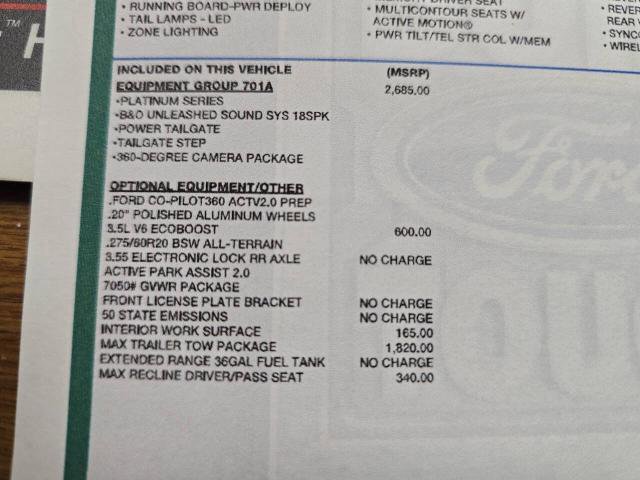 • RUNNING BOARD-PWR DEPLOY
• TAIL LAMPS - LED
• ZONE LIGHTING
• MULTICONTOUR SEATS W/
ACTIVE MOTION®
• PWR TILT/TEL STR COL W/MEM
• REVER
REAR
• SYNC
• WIREL
™ H
INCLUDED ON THIS VEHICLE (MSRP)
EQUIPMENT GROUP 701A 2,685.00
•PLATINUM SERIES
•B&O UNLEASHED SOUND SYS 18SPK
•POWER TAILGATE
•TAILGATE STEP
•360-DEGREE CAMERA PACKAGE
OPTIONAL EQUIPMENT/OTHER
.FORD CO-PILOT360 ACTV2.0 PREP
.20" POLISHED ALUMINUM WHEELS
3.5L V6 ECOBOOST 600.00
.275/60R20 BSW ALL-TERRAIN
3.55 ELECTRONIC LOCK RR AXLE NO CHARGE
ACTIVE PARK ASSIST 2.0
7050# GVWR PACKAGE
FRONT LICENSE PLATE BRACKET NO CHARGE
50 STATE EMISSIONS NO CHARGE
INTERIOR WORK SURFACE 165.00
MAX TRAILER TOW PACKAGE 1,820.00
EXTENDED RANGE 36GAL FUEL TANK NO CHARGE
MAX RECLINE DRIVER/PASS SEAT 340.00
Ford